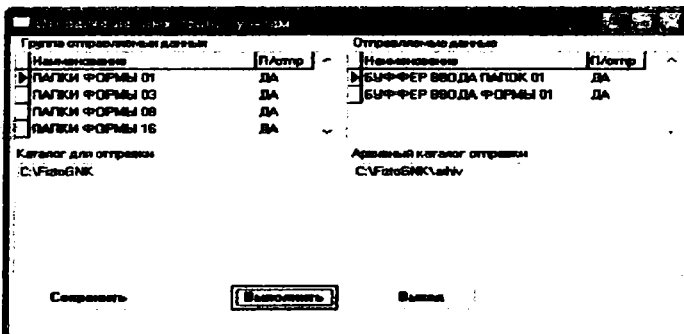 Группа отправляемых данных
Отправляемые данные
Наименование П/отпр
Наименование П/отпр
ПАПКИ ФОРМЫ 01 ДА
БУФФЕР ВВОДА ПАПОК 01 ДА
ПАПКИ ФОРМЫ 03 ДА
БУФФЕР ВВОДА ФОРМЫ 01 ДА
ПАПКИ ФОРМЫ 08 ДА
ПАПКИ ФОРМЫ 16 ДА
Каталог для отправки
Архивный каталог отправки
C:\FiztoGNK
C:\FiztoGNK\arhiv
Сохранить
Выполнить
Выход